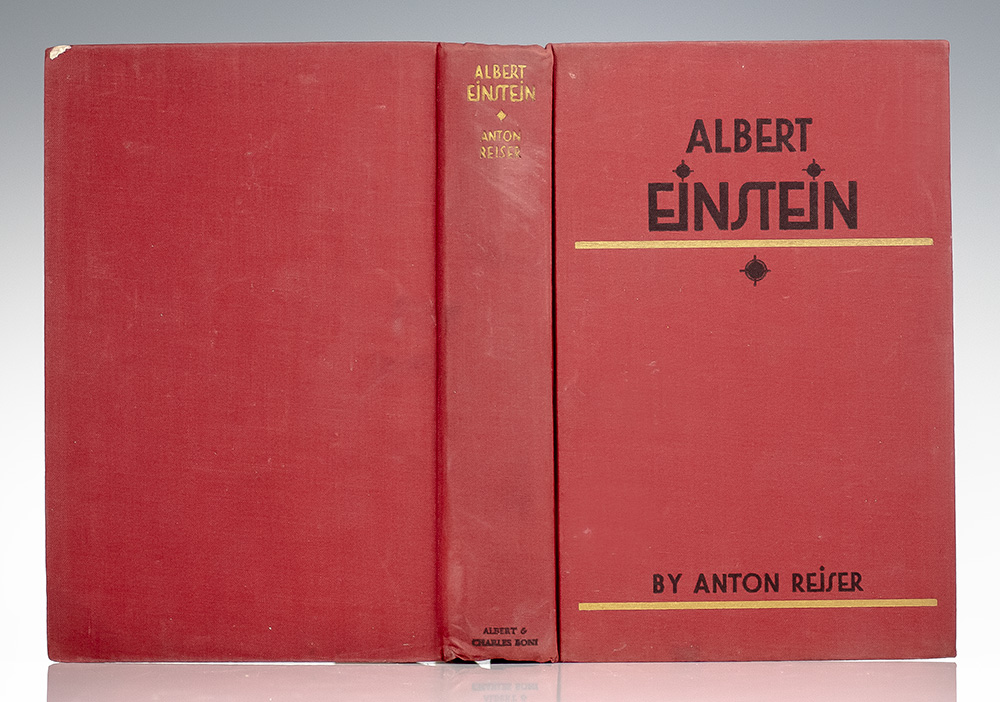 ALBERT
EINSTEIN
ANTON
REISER
ALBERT &
CHARLES BONI
ALBERT
EINSTEIN
BY ANTON REISER